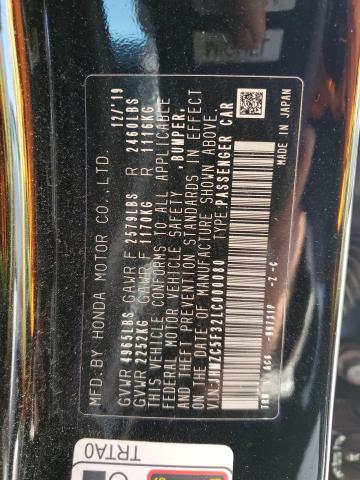 MFD BY HONDA MOTOR CO., LTD. 12/'19
GVWR 4985LBS GAWR F 2579LBS R 2460LBS
GVWR 2262KG GAWR F 1170KG R 1116KG
THIS VEHICLE CONFORMS TO ALL APPLICABLE
FEDERAL MOTOR VEHICLE SAFETY, BUMPER,
AND THEFT PREVENTION STANDARDS IN EFFECT
ON THE DATE OF MANUFACTURE SHOWN ABOVE.
TYPE:PASSENGER CAR
MADE IN JAPAN
TRTA0